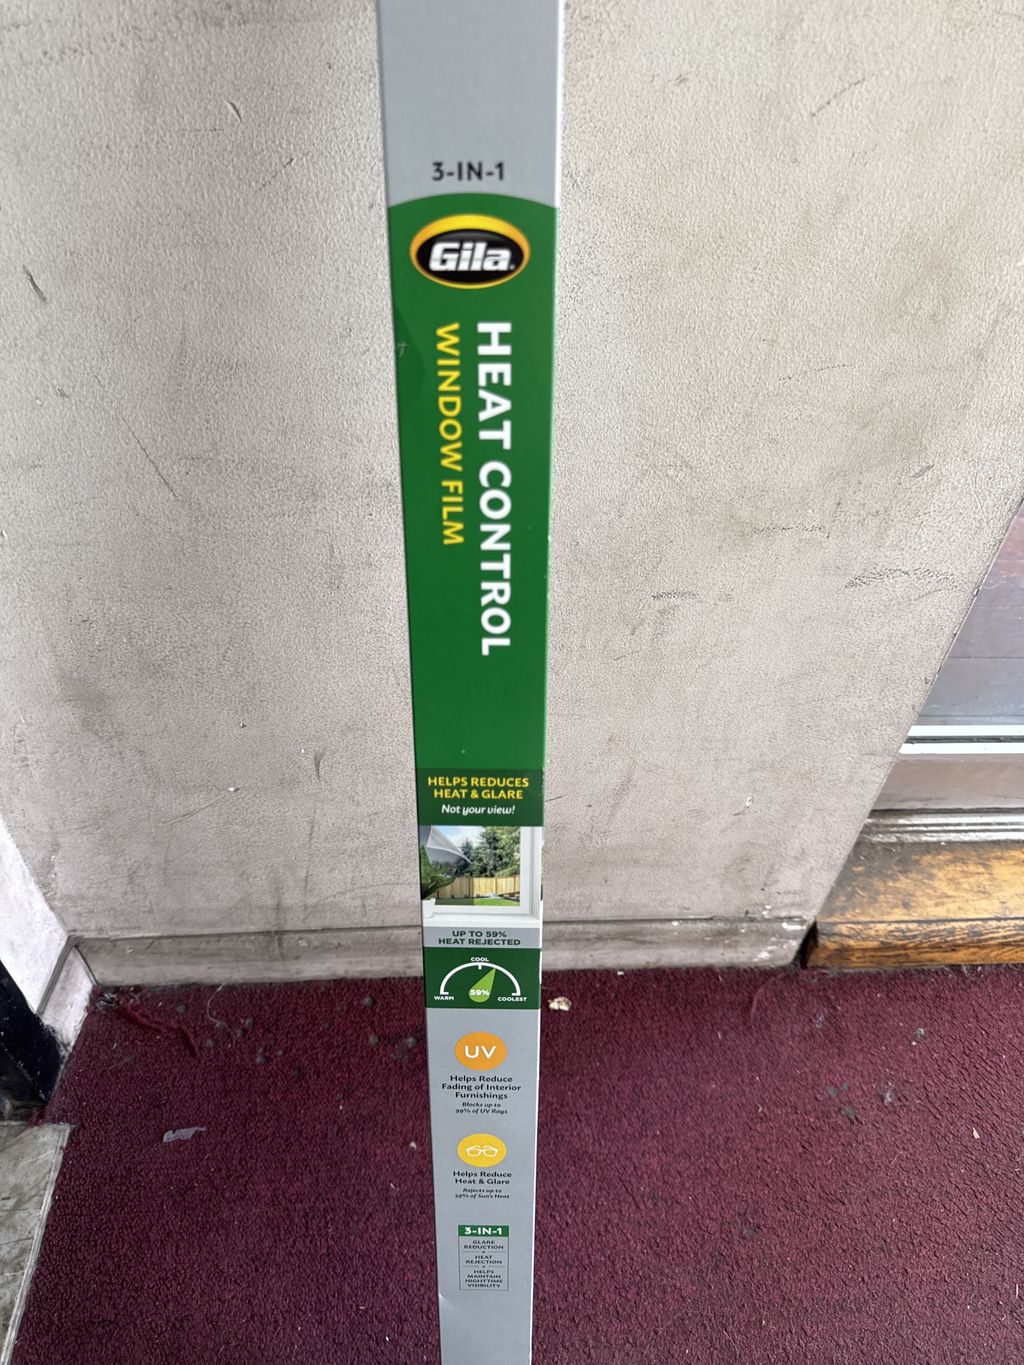 3-IN-1
Gila
HEAT CONTROL
WINDOW FILM
HELPS REDUCES
HEAT & GLARE
Not your view!
UP TO 59%
HEAT REJECTED
COOL
59%
WARM
COOLEST
UV
Helps Reduce
Fading of Interior
Furnishings
Blocks up to
99% of UV Rays
Helps Reduce
Heat & Glare
Rejects up to
59% of Sun's Heat
3-IN-1
GLARE
REDUCTION
+
HEAT
REJECTION
+
HELPS
MAINTAIN
NIGHTTIME
VISIBILITY